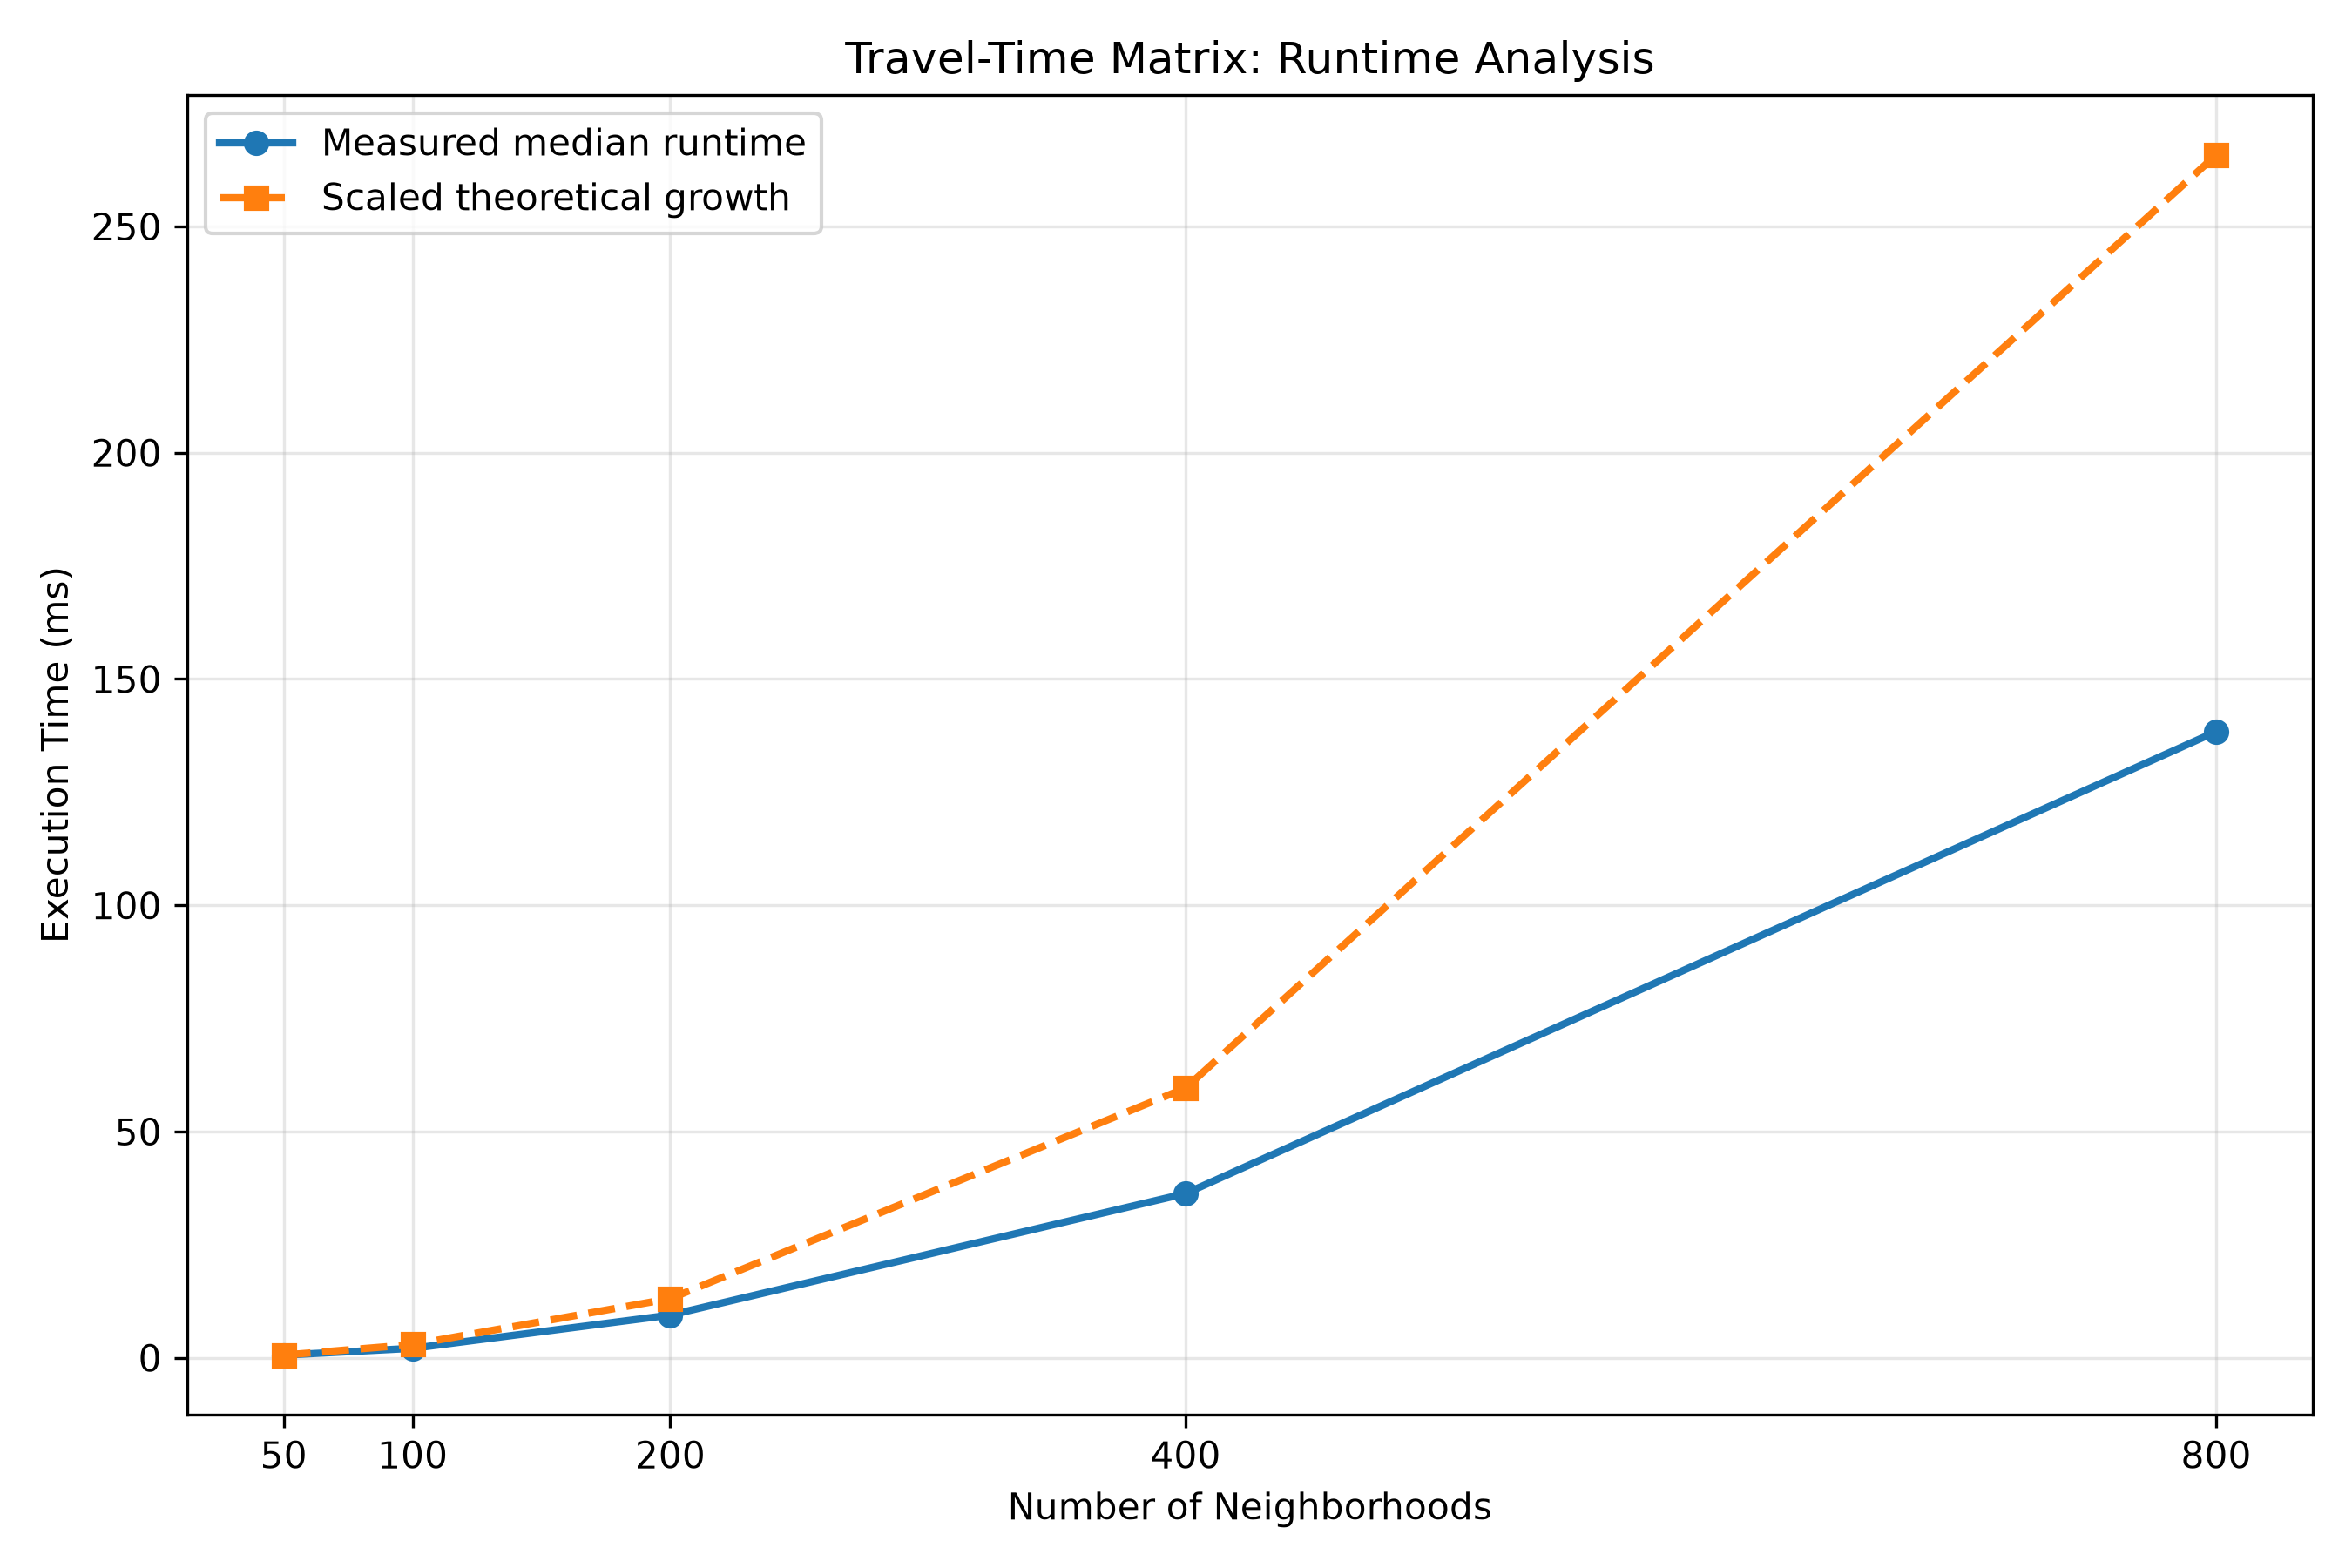 Travel-Time Matrix: Runtime Analysis
Measured median runtime
Scaled theoretical growth
250
200
150
100
50
0
Execution Time (ms)
50 100 200 400 800
Number of Neighborhoods